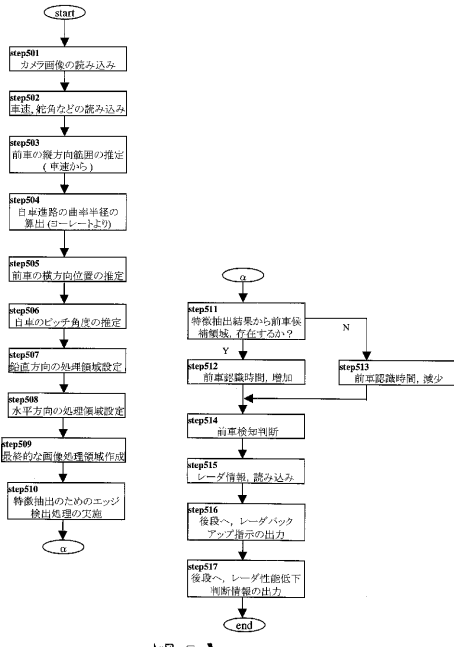 start
step501
カメラ画像の読み込み
step502
車速, 舵角などの読み込み
step503
前車の縦方向範囲の推定
(車速から)
step504
自車進路の曲率半径の
算出(ヨーレートより)
step505
前車の横方向位置の推定
step506
自車のピッチ角度の推定
step507
鉛直方向の処理領域設定
step508
水平方向の処理領域設定
step509
最終的な画像処理領域作成
step510
特徴抽出のためのエッジ
検出処理の実施
α
α
step511
特徴抽出結果から前車候
補領域, 存在するか?
N
Y
step512
前車認識時間, 増加
step513
前車認識時間, 減少
step514
前車検知判断
step515
レーダ情報, 読み込み
step516
後段へ, レーダバック
アップ指示の出力
step517
後段へ, レーダ性能低下
判断情報の出力
end